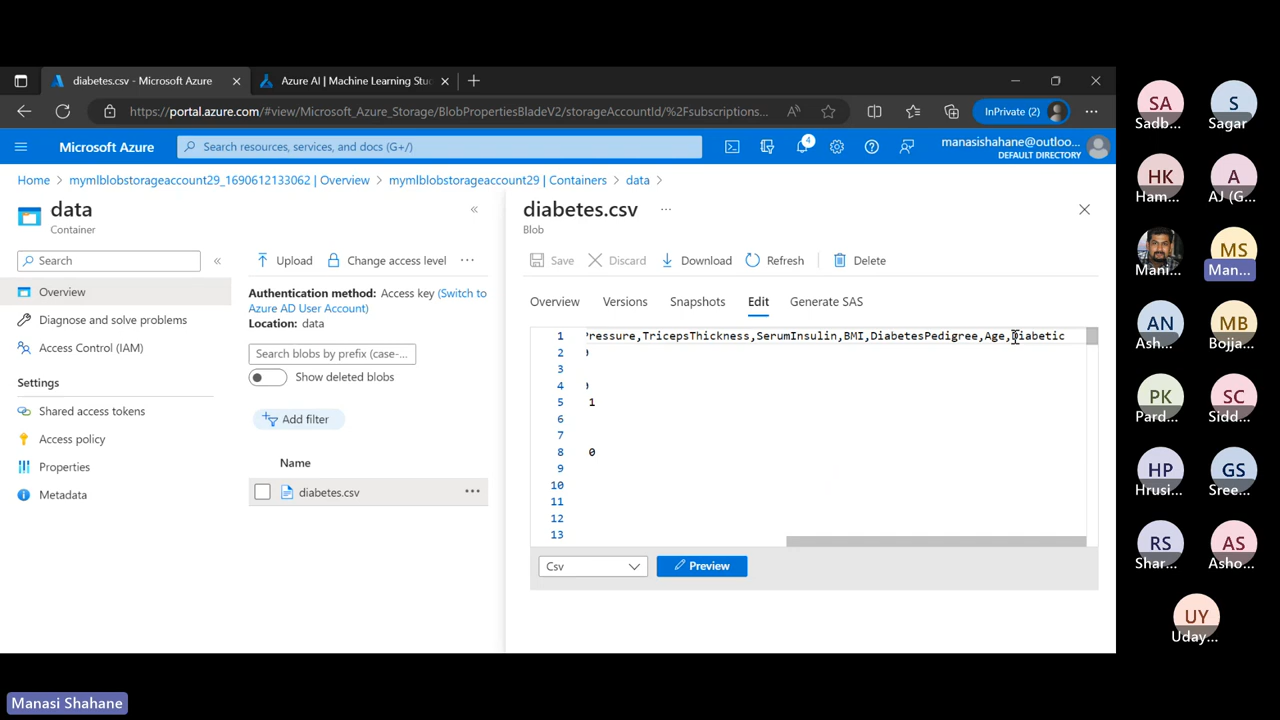 diabetes.csv - Microsoft Azure
Azure AI | Machine Learning Stu
https://portal.azure.com/#view/Microsoft_Azure_Storage/BlobPropertiesBladeV2/storageAccountId/%2Fsubscriptions...
InPrivate (2)
Microsoft Azure
Search resources, services, and docs (G+/)
4
manasishahane@outloo...
DEFAULT DIRECTORY
Home > mymlblobstorageaccount29_1690612133062 | Overview > mymlblobstorageaccount29 | Containers > data >
data
Container
Search
Overview
Diagnose and solve problems
Access Control (IAM)
Settings
Shared access tokens
Access policy
Properties
Metadata
Upload
Change access level
Authentication method: Access key (Switch to
Azure AD User Account)
Location: data
Search blobs by prefix (case-...
Show deleted blobs
Add filter
Name
diabetes.csv
diabetes.csv
Blob
Save
Discard
Download
Refresh
Delete
Overview
Versions
Snapshots
Edit
Generate SAS
1 Pressure,TricepsThickness,SerumInsulin,BMI,DiabetesPedigree,Age,Diabetic
2
3
4
5 1
6
7
8 0
9
10
11
12
13
Csv
Preview
SA
Sadb...
S
Sagar
HK
Ham...
A
AJ (G...
Mani...
MS
Man...
AN
Ash...
MB
Bojja...
PK
Pard...
SC
Sidd...
HP
Hrusi...
GS
Sree...
RS
Shar...
AS
Asho...
UY
Uday...
Manasi Shahane